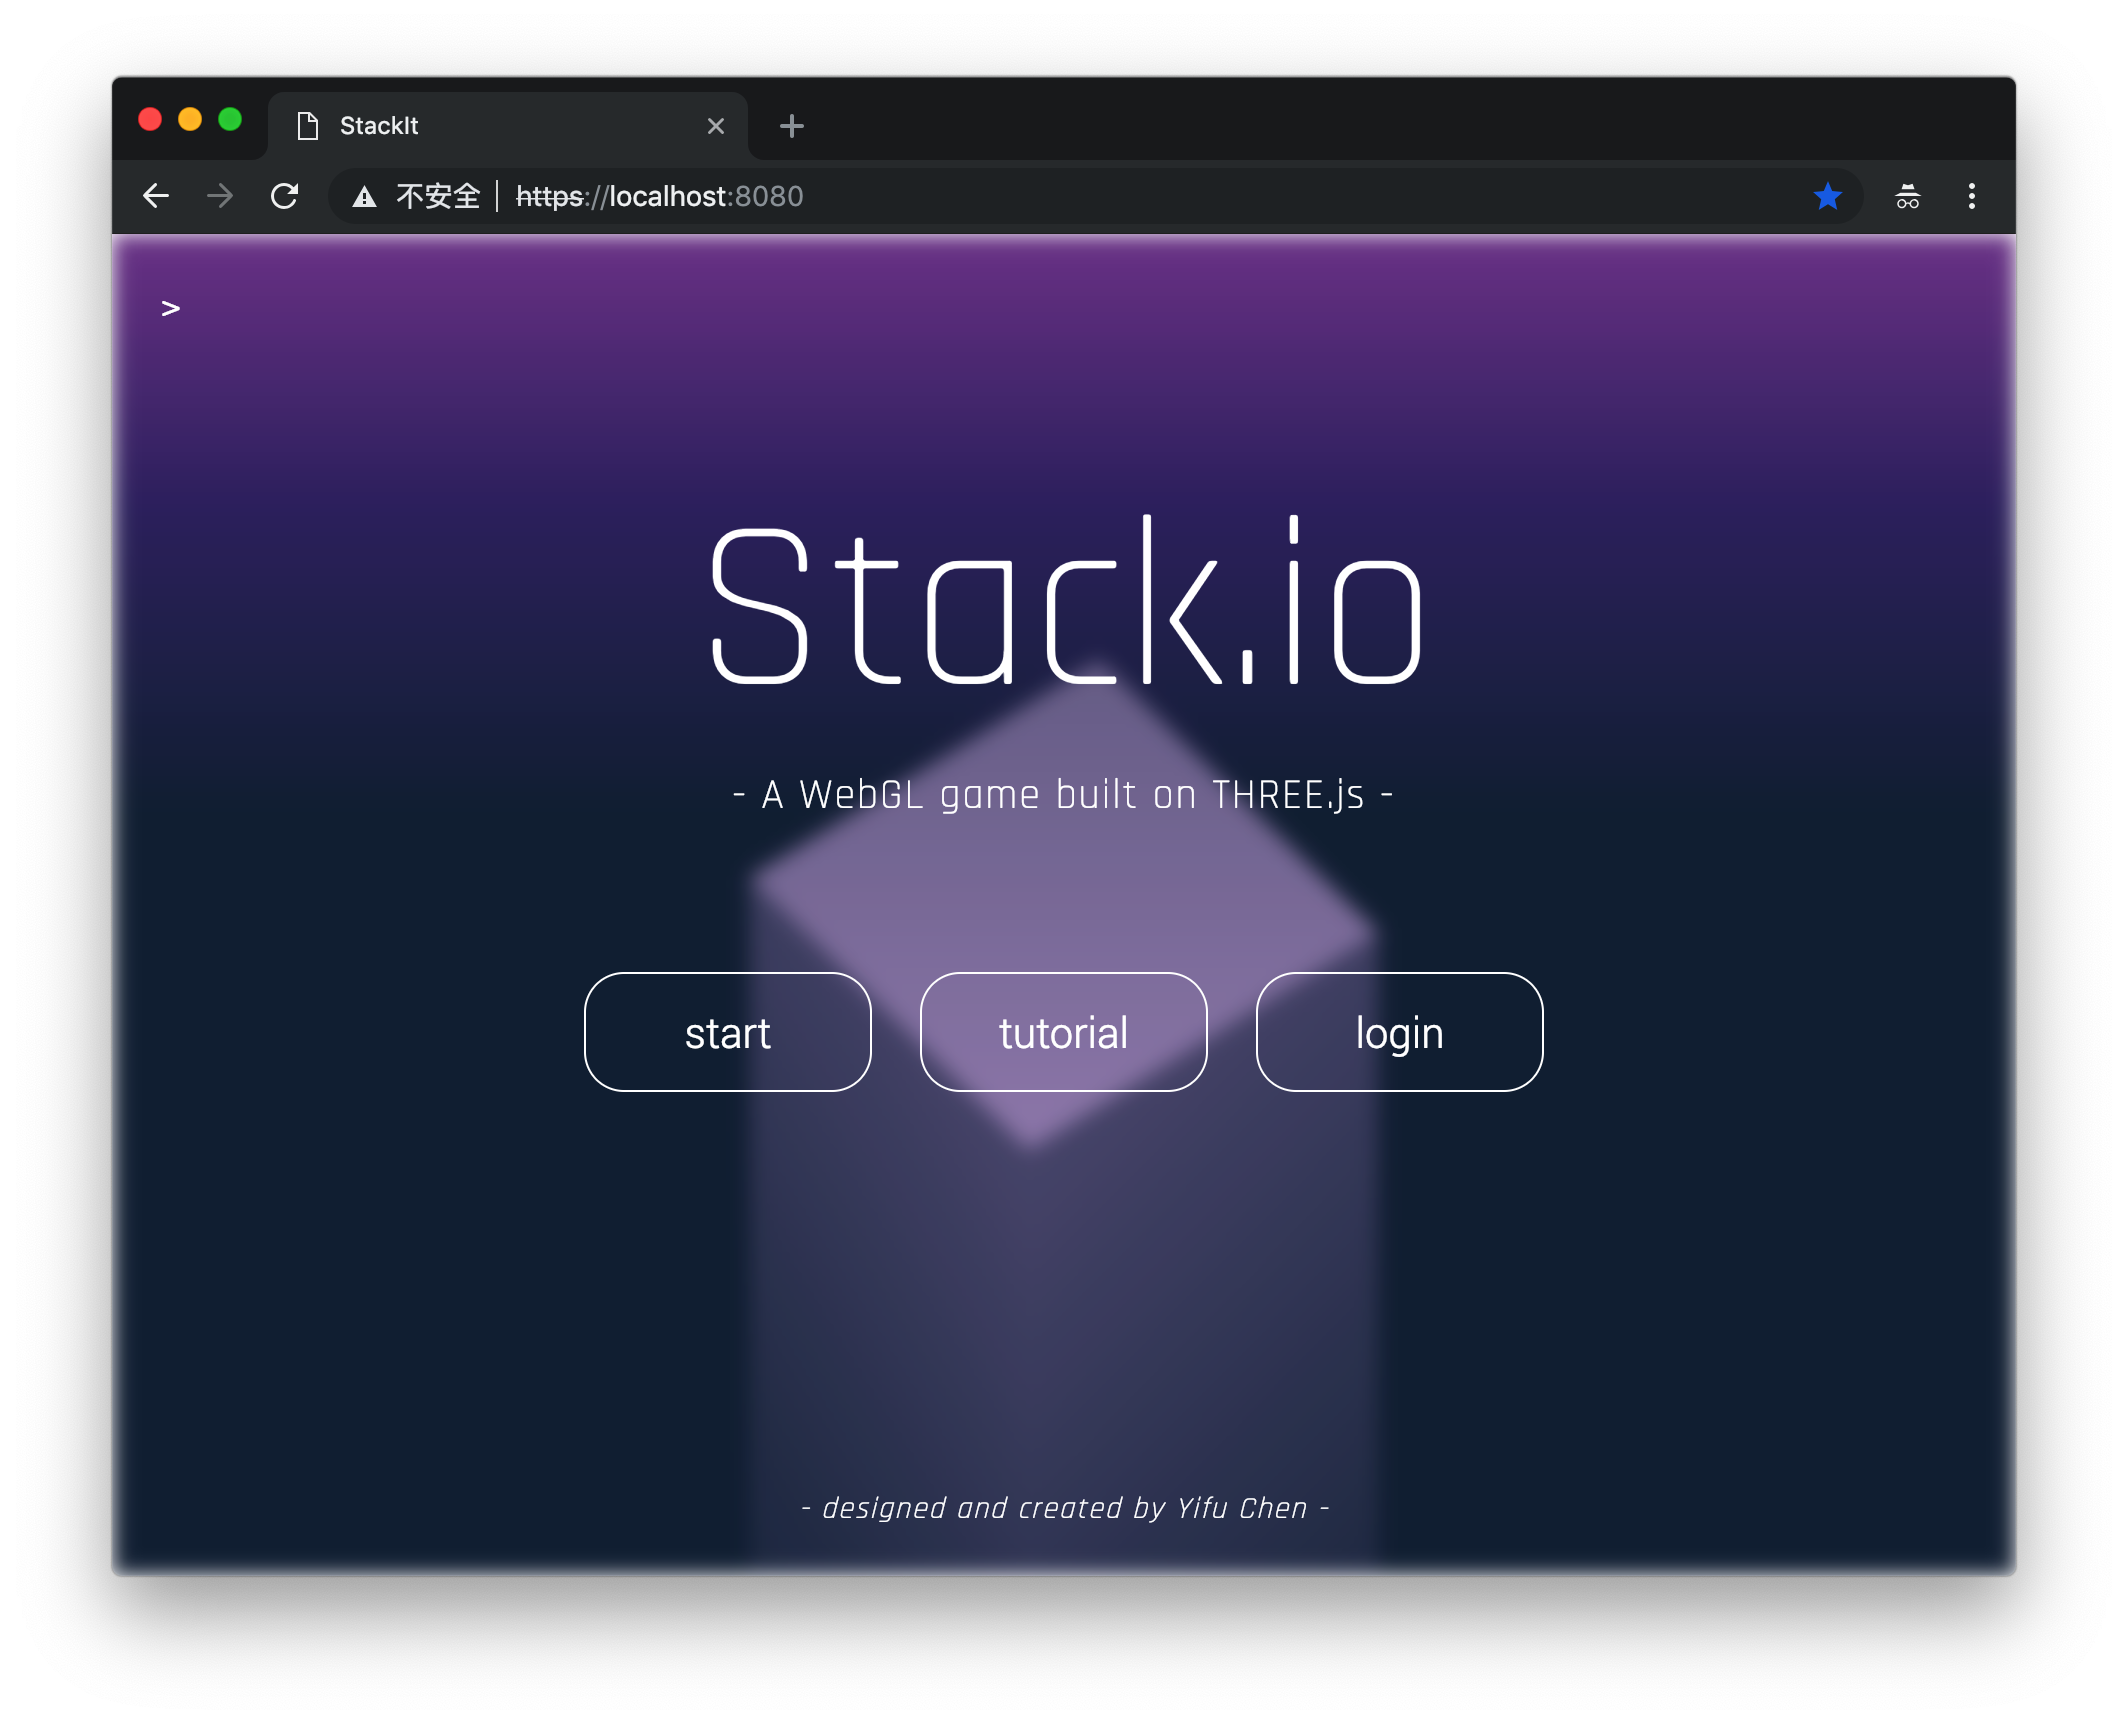 StackIt
不安全 | https://localhost:8080
>
Stack.io
- A WebGL game built on THREE.js -
start
tutorial
login
- designed and created by Yifu Chen -